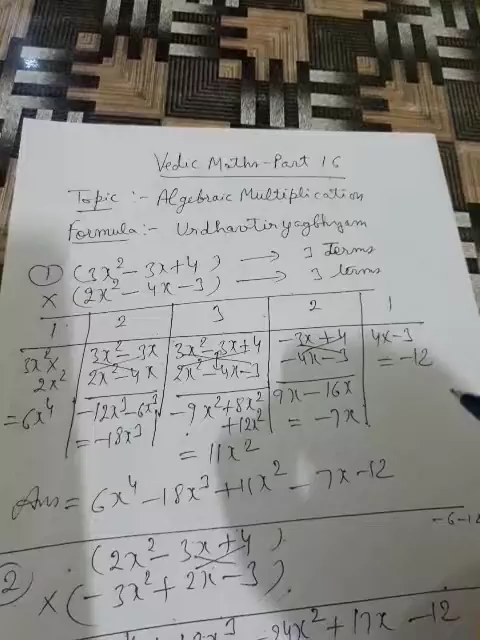 Vedic Maths-Part 16
Topic :- Algebraic Multiplication
Formula:- Urdhavtiryagbhyam
① (3x² - 3x + 4) → 3 Terms
× (2x² - 4x - 3) → 3 terms
1 2 3 2 1
3x² × 3x² - 3x 3x² - 3x + 4 -3x + 4 4x - 3
2x² 2x² - 4x 2x² - 4x - 3 -4x - 3 = -12
= 6x⁴ -12x³ - 6x³ -9x² + 8x² 9x - 16x
= -18x³ + 12x² = -7x
= 11x²
Ans = 6x⁴ - 18x³ + 11x² - 7x - 12
-6-12
② (2x² - 3x + 4)
× (-3x² + 2x - 3)
-24x² + 17x - 12